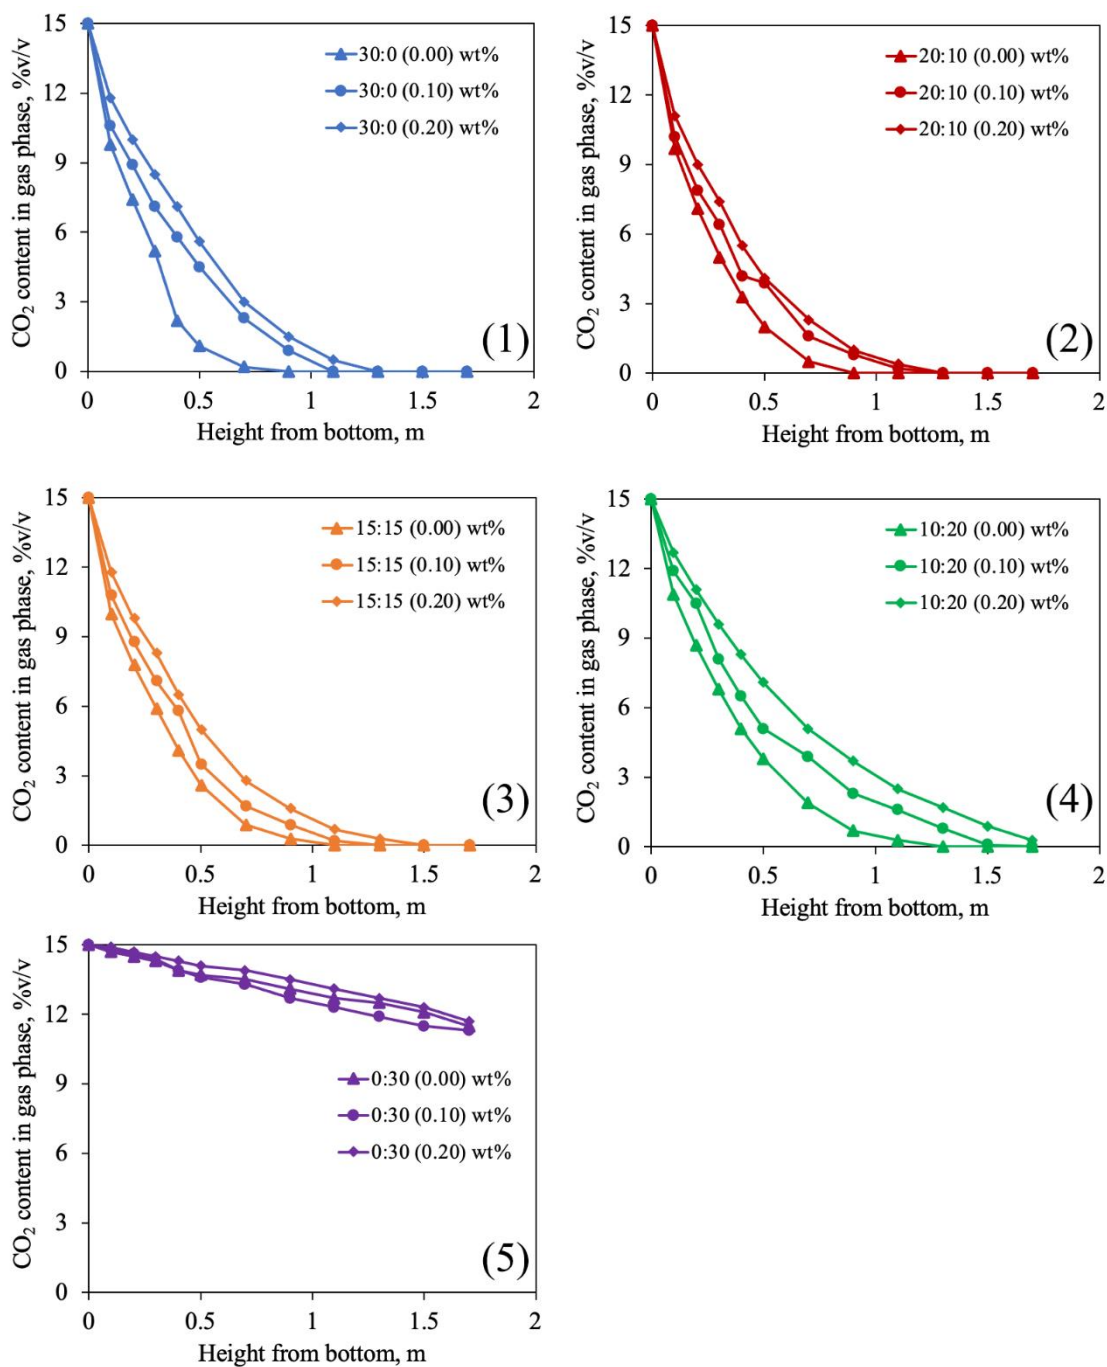 CO₂ content in gas phase, %v/v
15
12
9
6
3
0
30:0 (0.00) wt%
30:0 (0.10) wt%
30:0 (0.20) wt%
(1)
0
0.5
1
1.5
2
Height from bottom, m
CO₂ content in gas phase, %v/v
15
12
9
6
3
0
20:10 (0.00) wt%
20:10 (0.10) wt%
20:10 (0.20) wt%
(2)
0
0.5
1
1.5
2
Height from bottom, m
CO₂ content in gas phase, %v/v
15
12
9
6
3
0
15:15 (0.00) wt%
15:15 (0.10) wt%
15:15 (0.20) wt%
(3)
0
0.5
1
1.5
2
Height from bottom, m
CO₂ content in gas phase, %v/v
15
12
9
6
3
0
10:20 (0.00) wt%
10:20 (0.10) wt%
10:20 (0.20) wt%
(4)
0
0.5
1
1.5
2
Height from bottom, m
CO₂ content in gas phase, %v/v
15
12
9
6
3
0
0:30 (0.00) wt%
0:30 (0.10) wt%
0:30 (0.20) wt%
(5)
0
0.5
1
1.5
2
Height from bottom, m